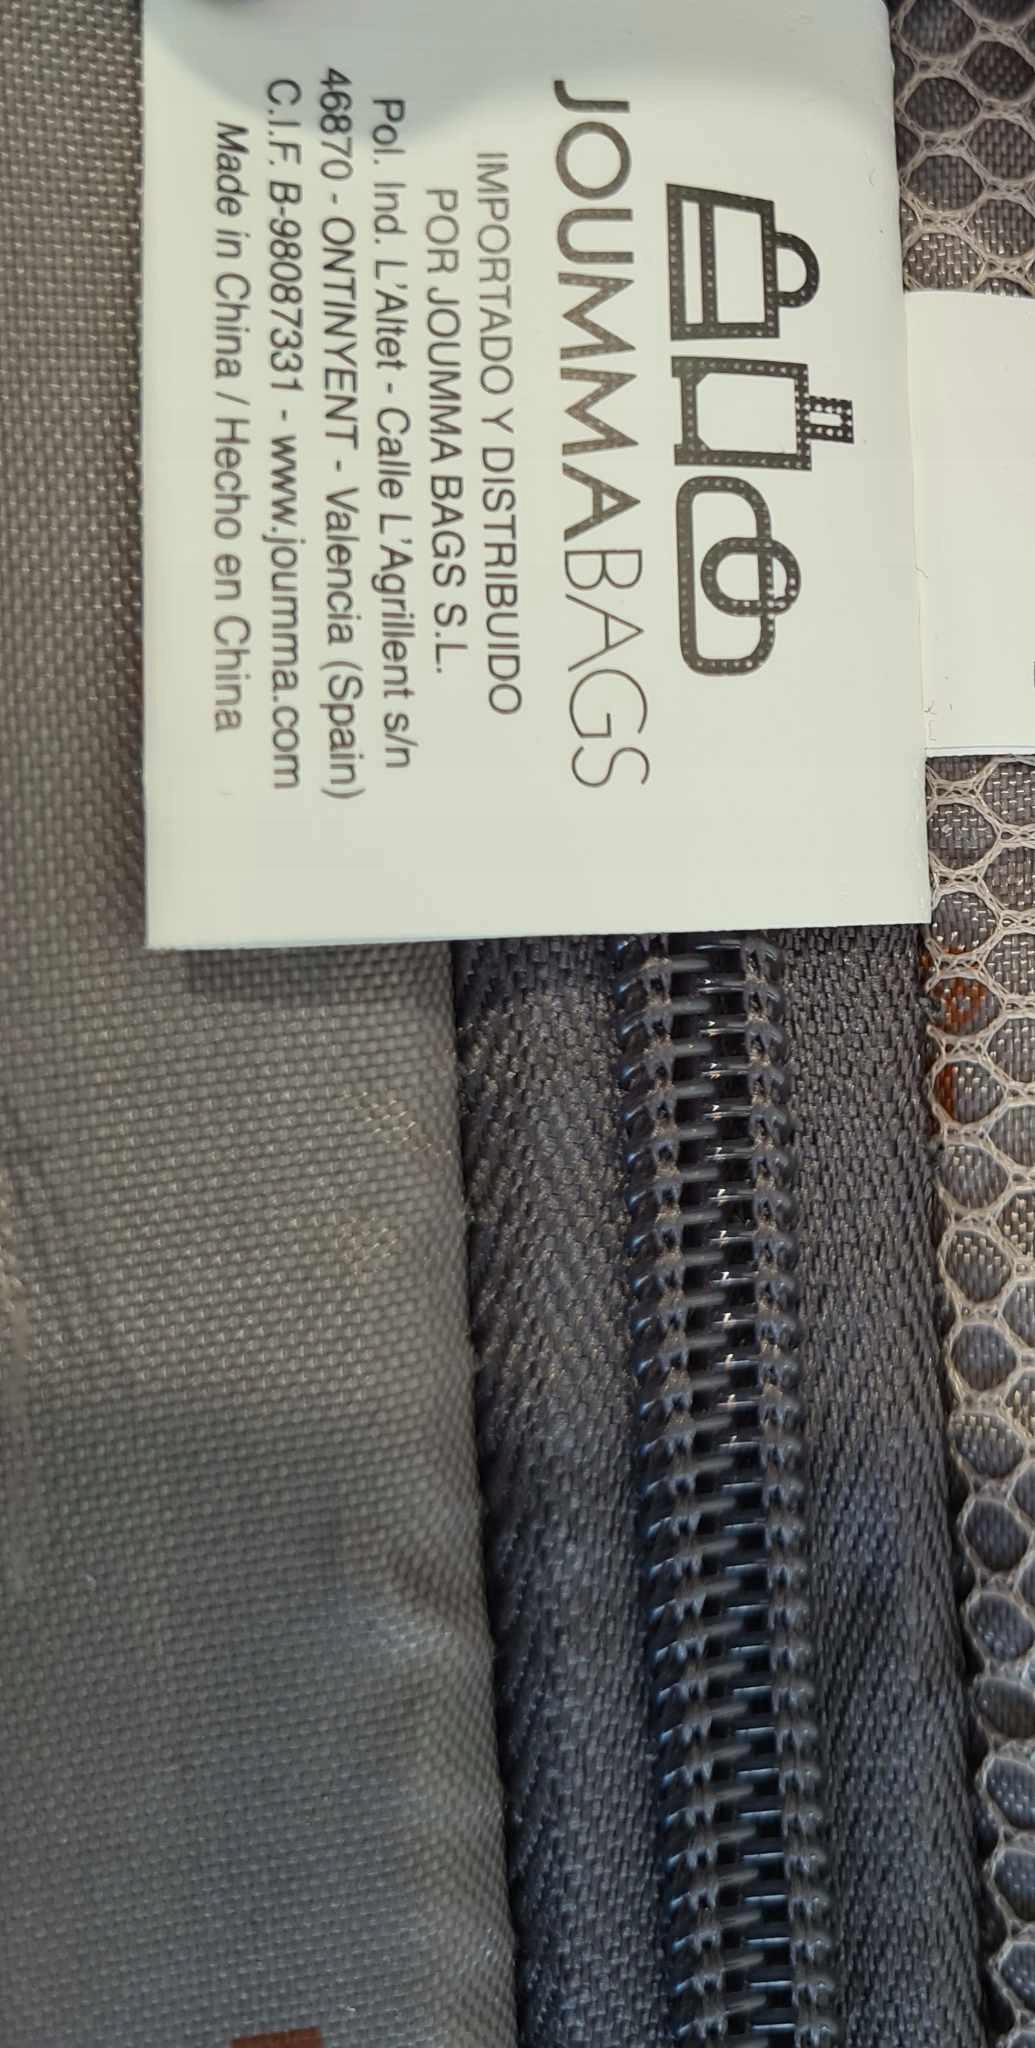 JOUMMABAGS
IMPORTADO Y DISTRIBUIDO
POR JOUMMA BAGS S.L.
Pol. Ind. L'Altet - Calle L'Agrillent s/n
46870 - ONTINYENT - Valencia (Spain)
C.I.F. B-98087331 - www.joumma.com
Made in China / Hecho en China